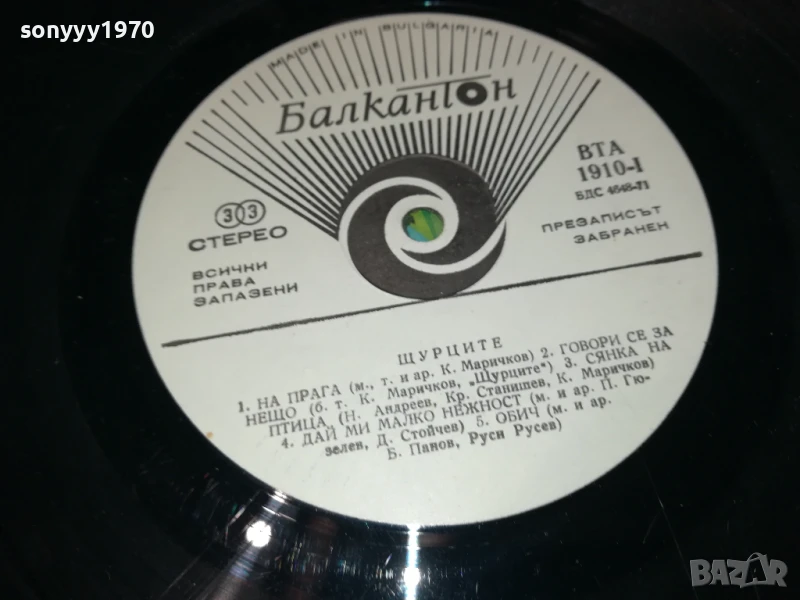 sonyyy1970
MADE IN BULGARIA
Балкантон
ВТА
1910-I
БДС 4648-71
33
СТЕРЕО
ПРЕЗАПИСЪТ
ЗАБРАНЕН
ВСИЧКИ
ПРАВА
ЗАПАЗЕНИ
ЩУРЦИТЕ
1. НА ПРАГА (м., т. и ар. К. Маричков) 2. ГОВОРИ СЕ ЗА
НЕЩО (б. т. К. Маричков, „Щурците") 3. СЯНКА НА
ПТИЦА, (Н. Андреев, Кр. Станишев, К. Маричков)
4. ДАЙ МИ МАЛКО НЕЖНОСТ (м. и ар. П. Гю-
зелев, Д. Стойчев) 5. ОБИЧ (м. и ар.
Б. Панов, Руси Русев)
BAZAR